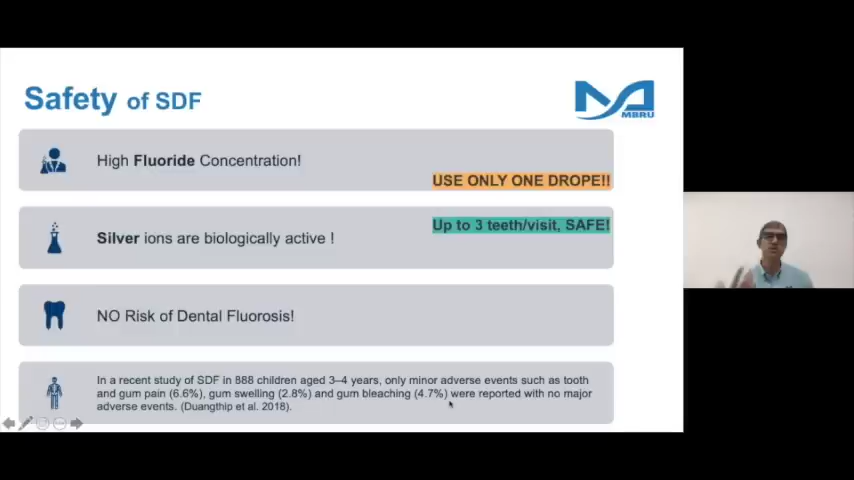 Safety of SDF
MBRU
High Fluoride Concentration!
USE ONLY ONE DROPE!!
Up to 3 teeth/visit, SAFE!
Silver ions are biologically active !
NO Risk of Dental Fluorosis!
In a recent study of SDF in 888 children aged 3–4 years, only minor adverse events such as tooth
and gum pain (6.6%), gum swelling (2.8%) and gum bleaching (4.7%) were reported with no major
adverse events. (Duangthip et al. 2018).